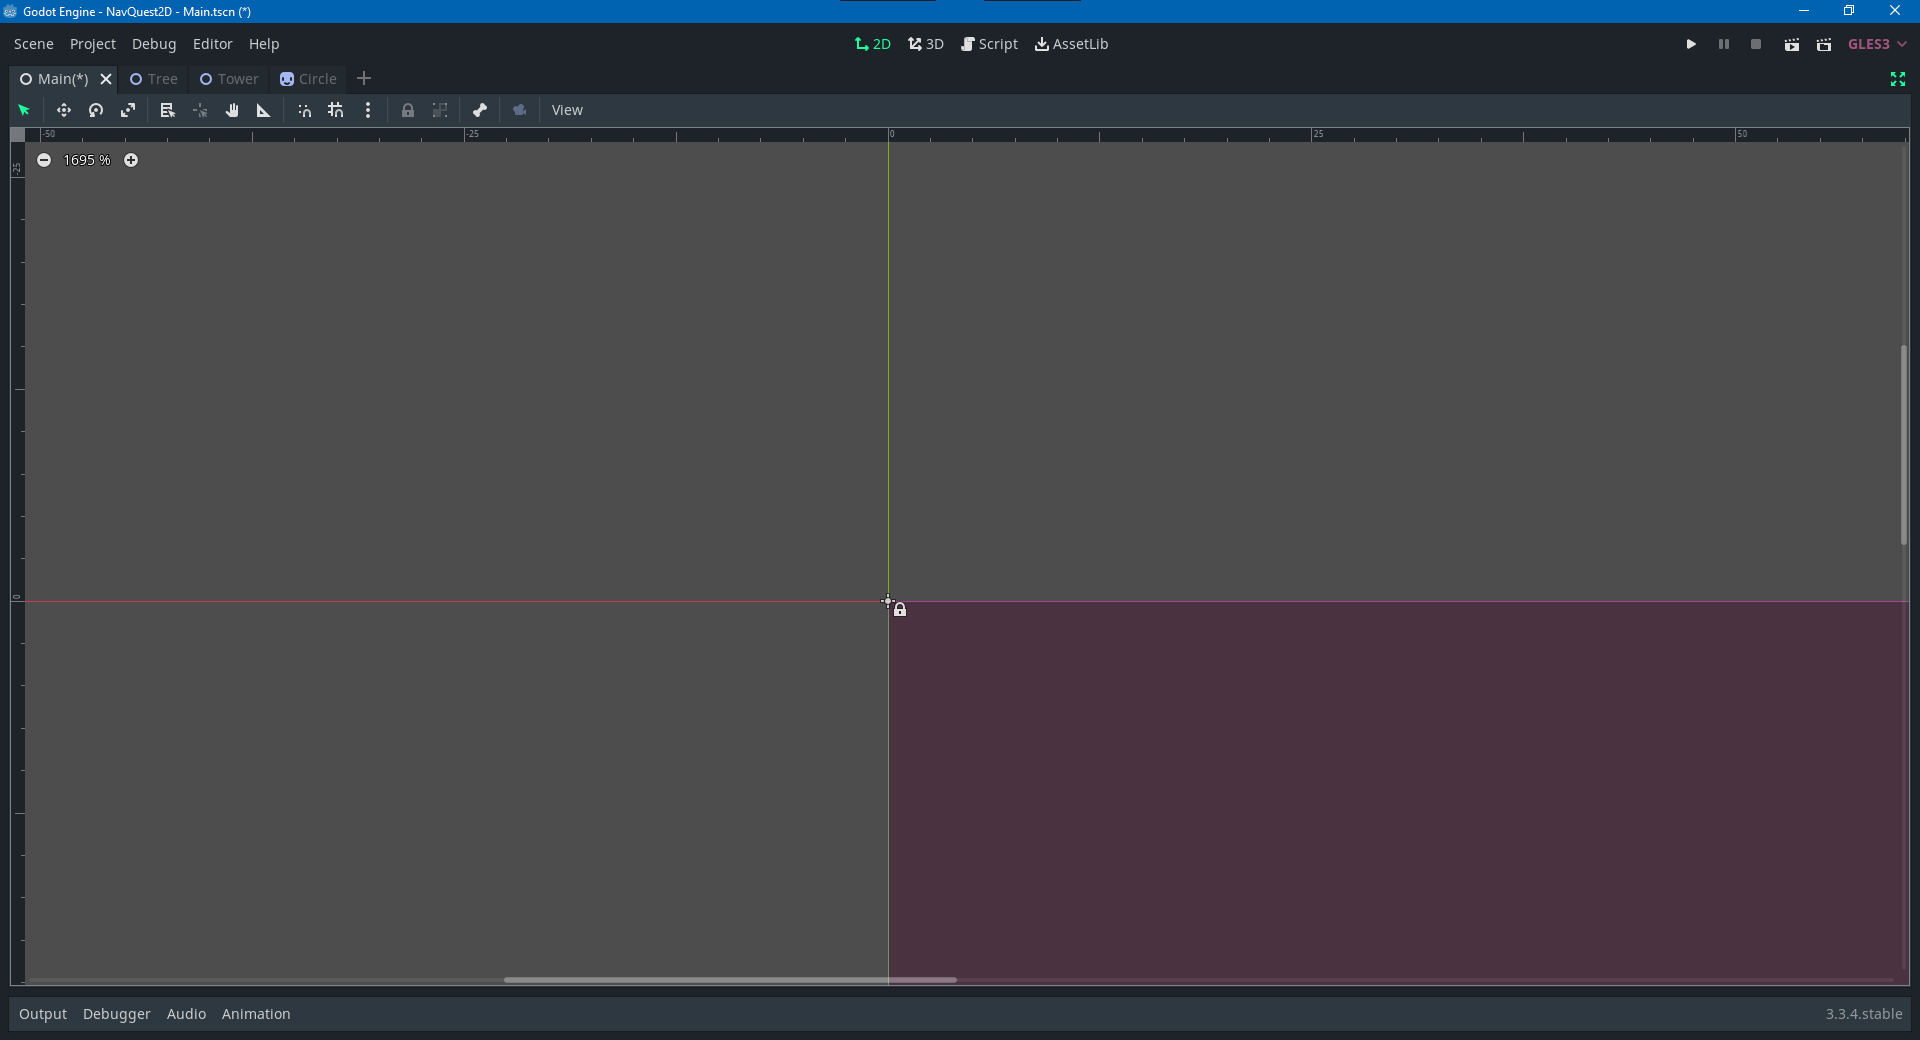 Godot Engine - NavQuest2D - Main.tscn (*)
Scene Project Debug Editor Help 2D 3D Script AssetLib GLES3
Main(*) Tree Tower Circle
View
-50 -25 0 25 50
-25
1695 %
0
Output Debugger Audio Animation 3.3.4.stable